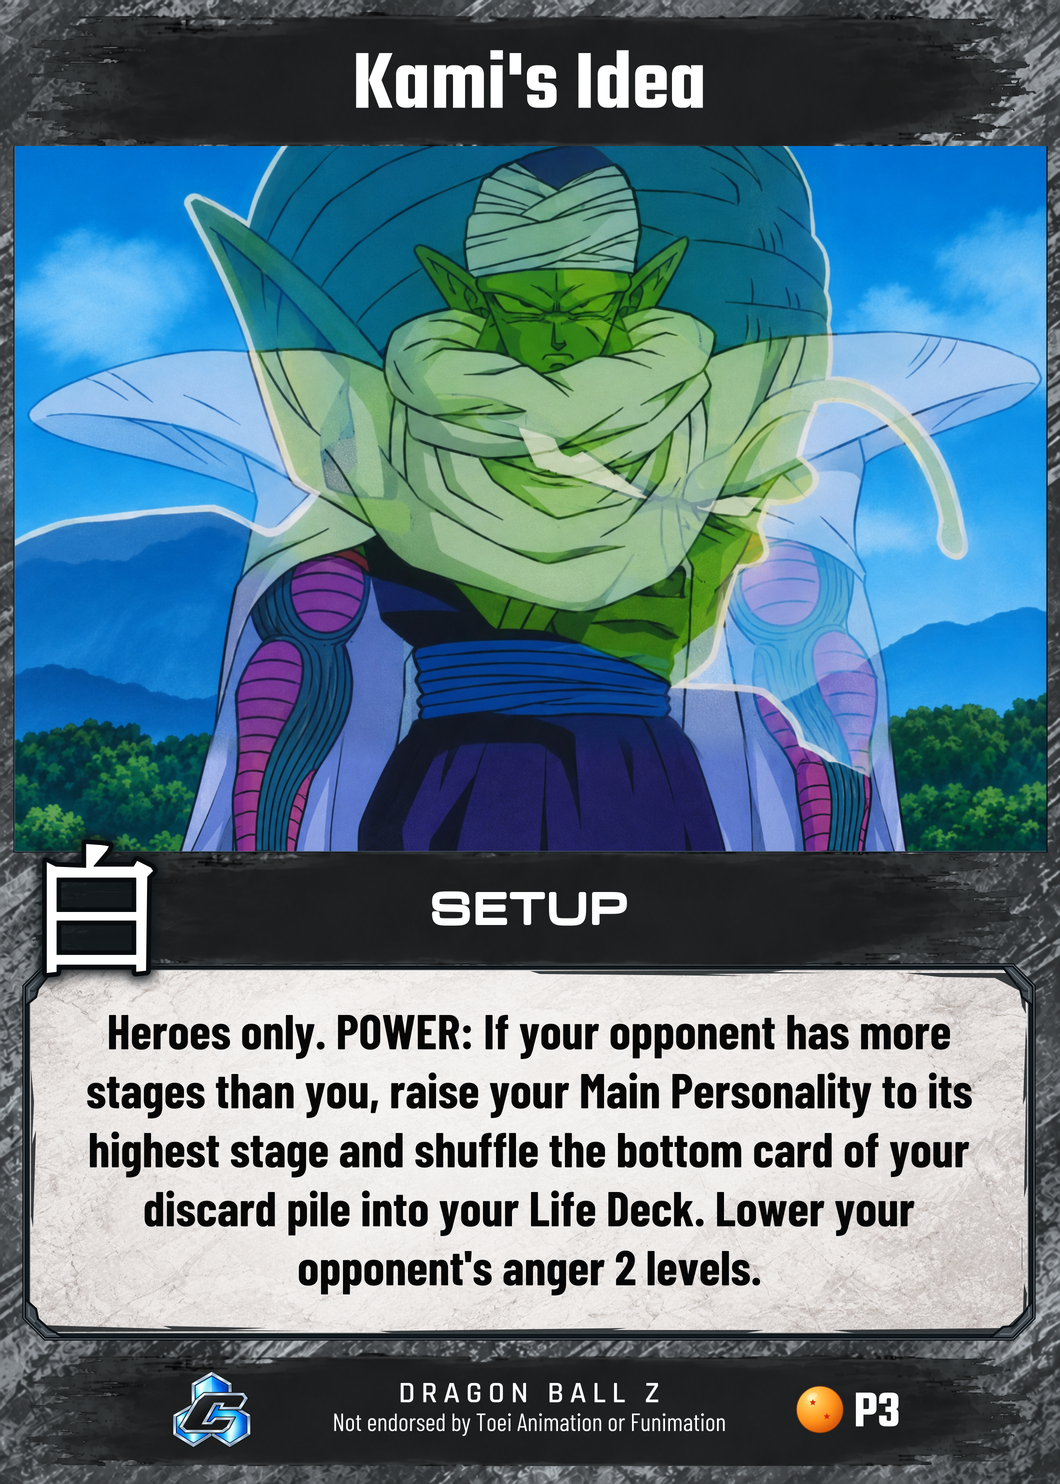 Kami's Idea
白
SETUP
Heroes only. POWER: If your opponent has more
stages than you, raise your Main Personality to its
highest stage and shuffle the bottom card of your
discard pile into your Life Deck. Lower your
opponent's anger 2 levels.
DRAGON BALL Z
Not endorsed by Toei Animation or Funimation
P3